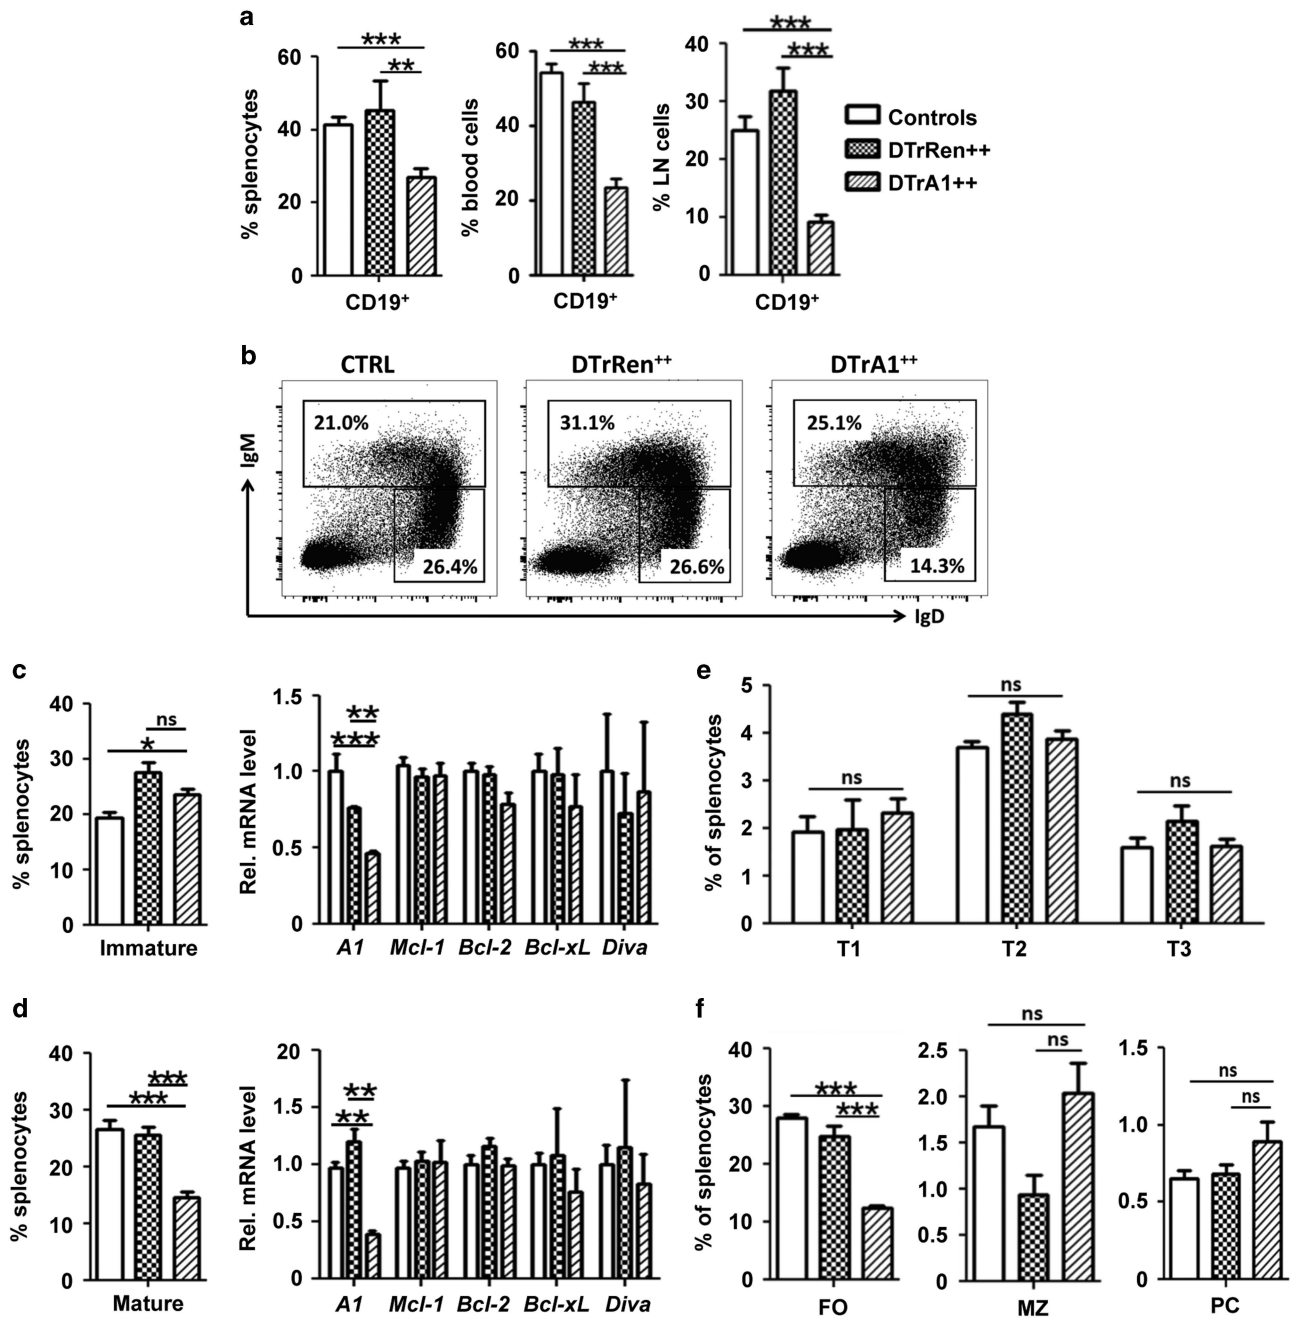 a
% splenocytes
60
40
20
0
***
**
CD19+
% blood cells
60
40
20
0
***
***
CD19+
% LN cells
40
30
20
10
0
***
***
CD19+
Controls
DTrRen++
DTrA1++
b
CTRL
DTrRen++
DTrA1++
21.0%
26.4%
31.1%
26.6%
25.1%
14.3%
IgM
IgD
c
% splenocytes
40
30
20
10
0
ns
*
Immature
Rel. mRNA level
1.5
1.0
0.5
0
**
***
A1 Mcl-1 Bcl-2 Bcl-xL Diva
e
% of splenocytes
5
4
3
2
1
0
ns
ns
ns
T1 T2 T3
d
% splenocytes
40
30
20
10
0
***
***
Mature
Rel. mRNA level
20
1.5
1.0
0.5
0
**
**
A1 Mcl-1 Bcl-2 Bcl-xL Diva
f
% of splenocytes
40
30
20
10
0
***
***
FO
2.5
2.0
1.5
1.0
0.5
0
ns
ns
MZ
1.5
1.0
0.5
0
ns
ns
PC